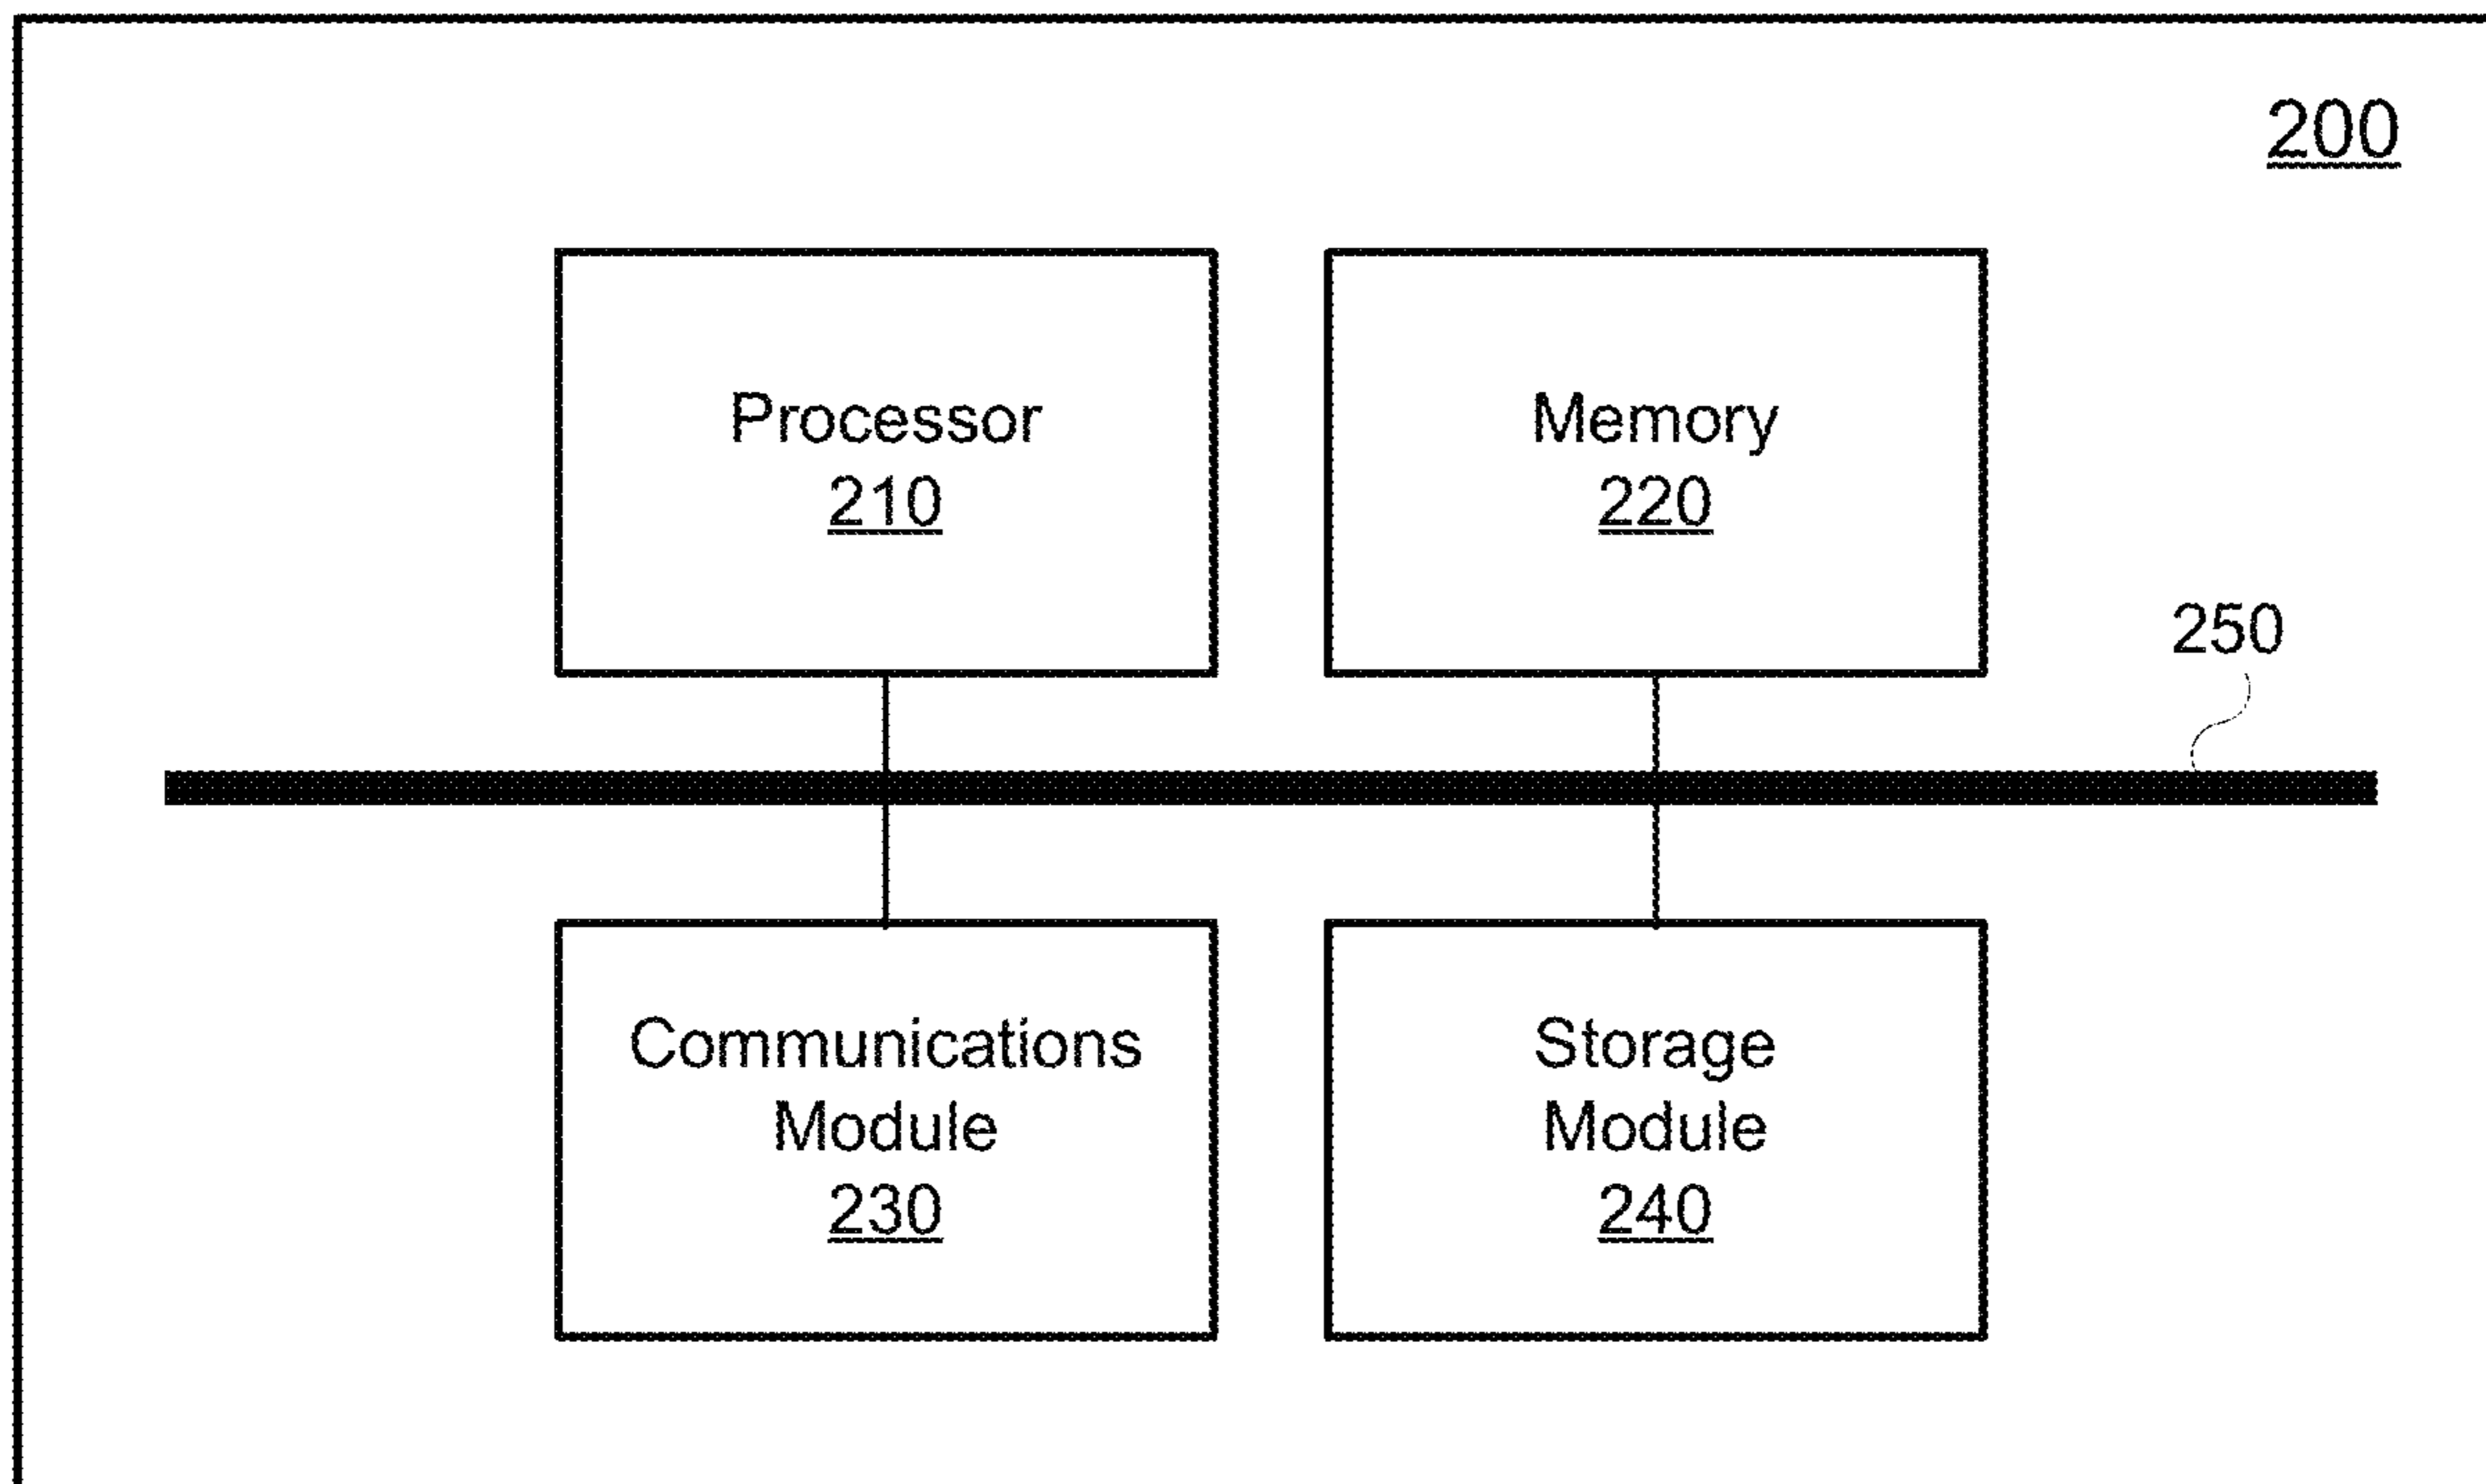 200
Processor
210
Memory
220
250
Communications
Module
230
Storage
Module
240